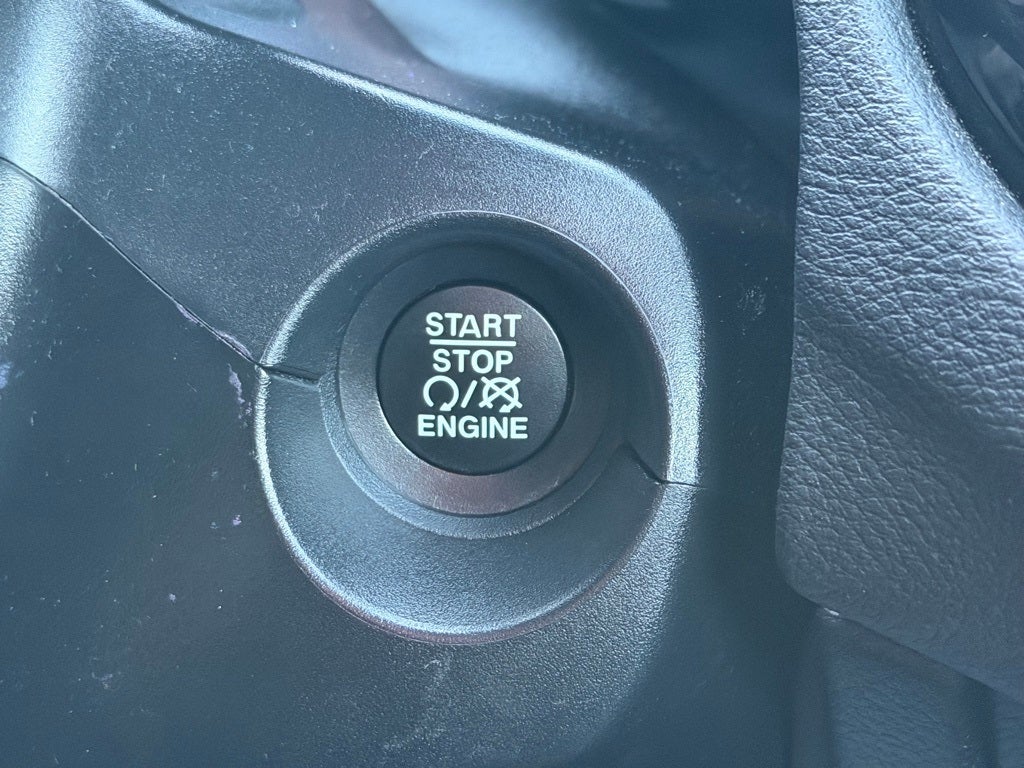 START
STOP
/
ENGINE